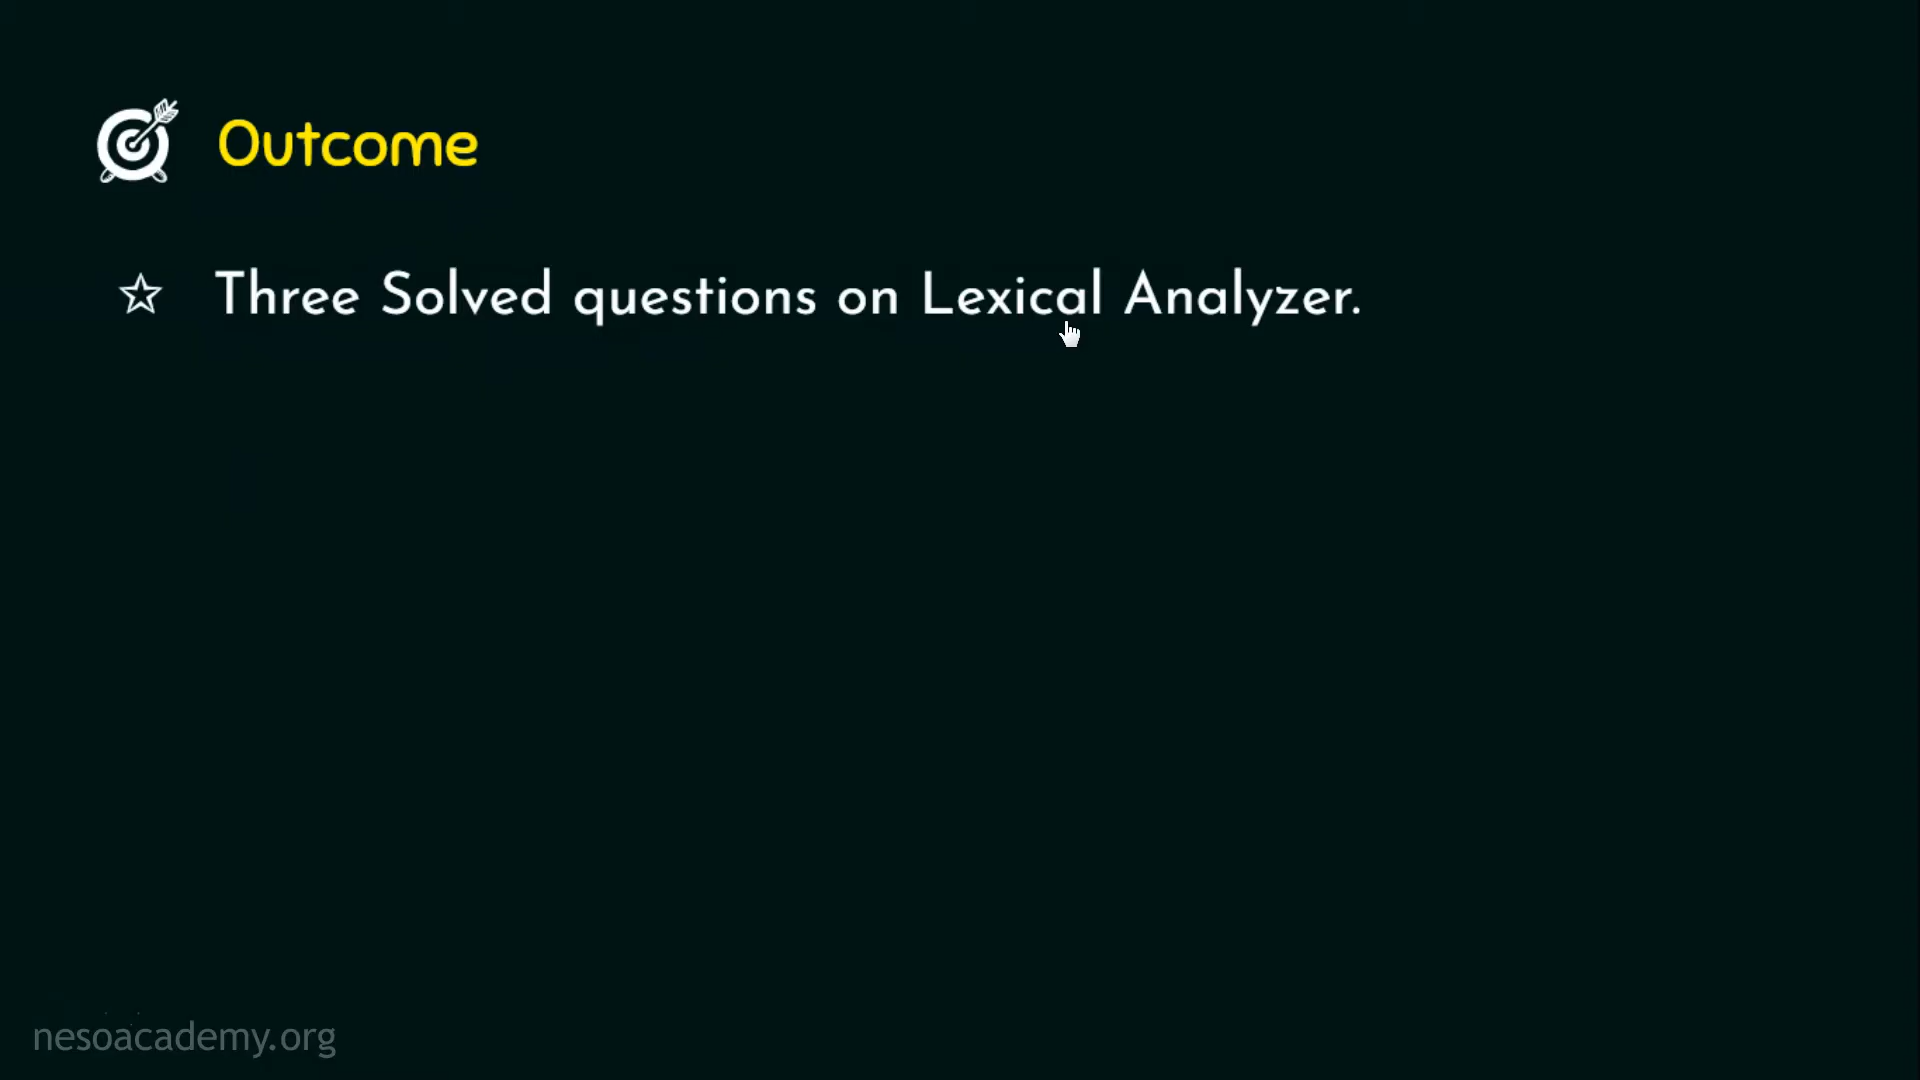 Outcome
Three Solved questions on Lexical Analyzer.
nesoacademy.org